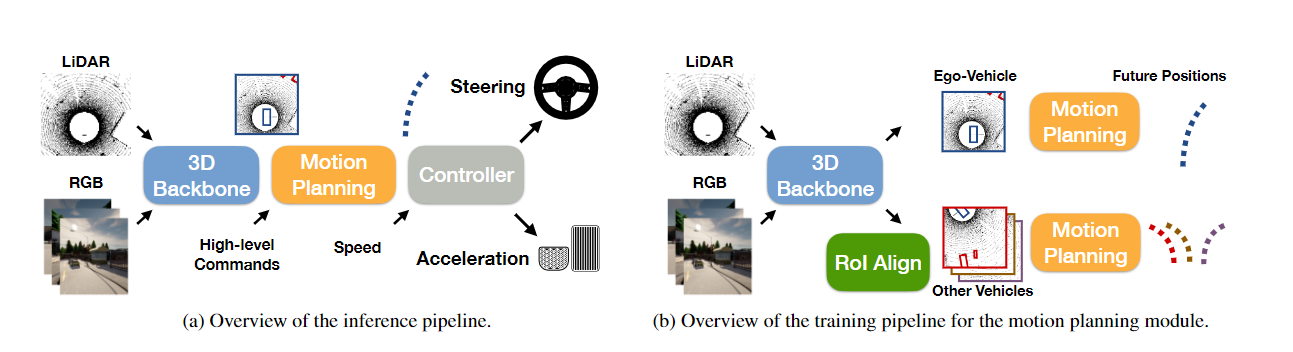 LiDAR
RGB
3D
Backbone
High-level
Commands
Motion
Planning
Speed
Controller
Steering
Acceleration
(a) Overview of the inference pipeline.
LiDAR
RGB
3D
Backbone
RoI Align
Ego-Vehicle
Motion
Planning
Future Positions
Other Vehicles
Motion
Planning
(b) Overview of the training pipeline for the motion planning module.